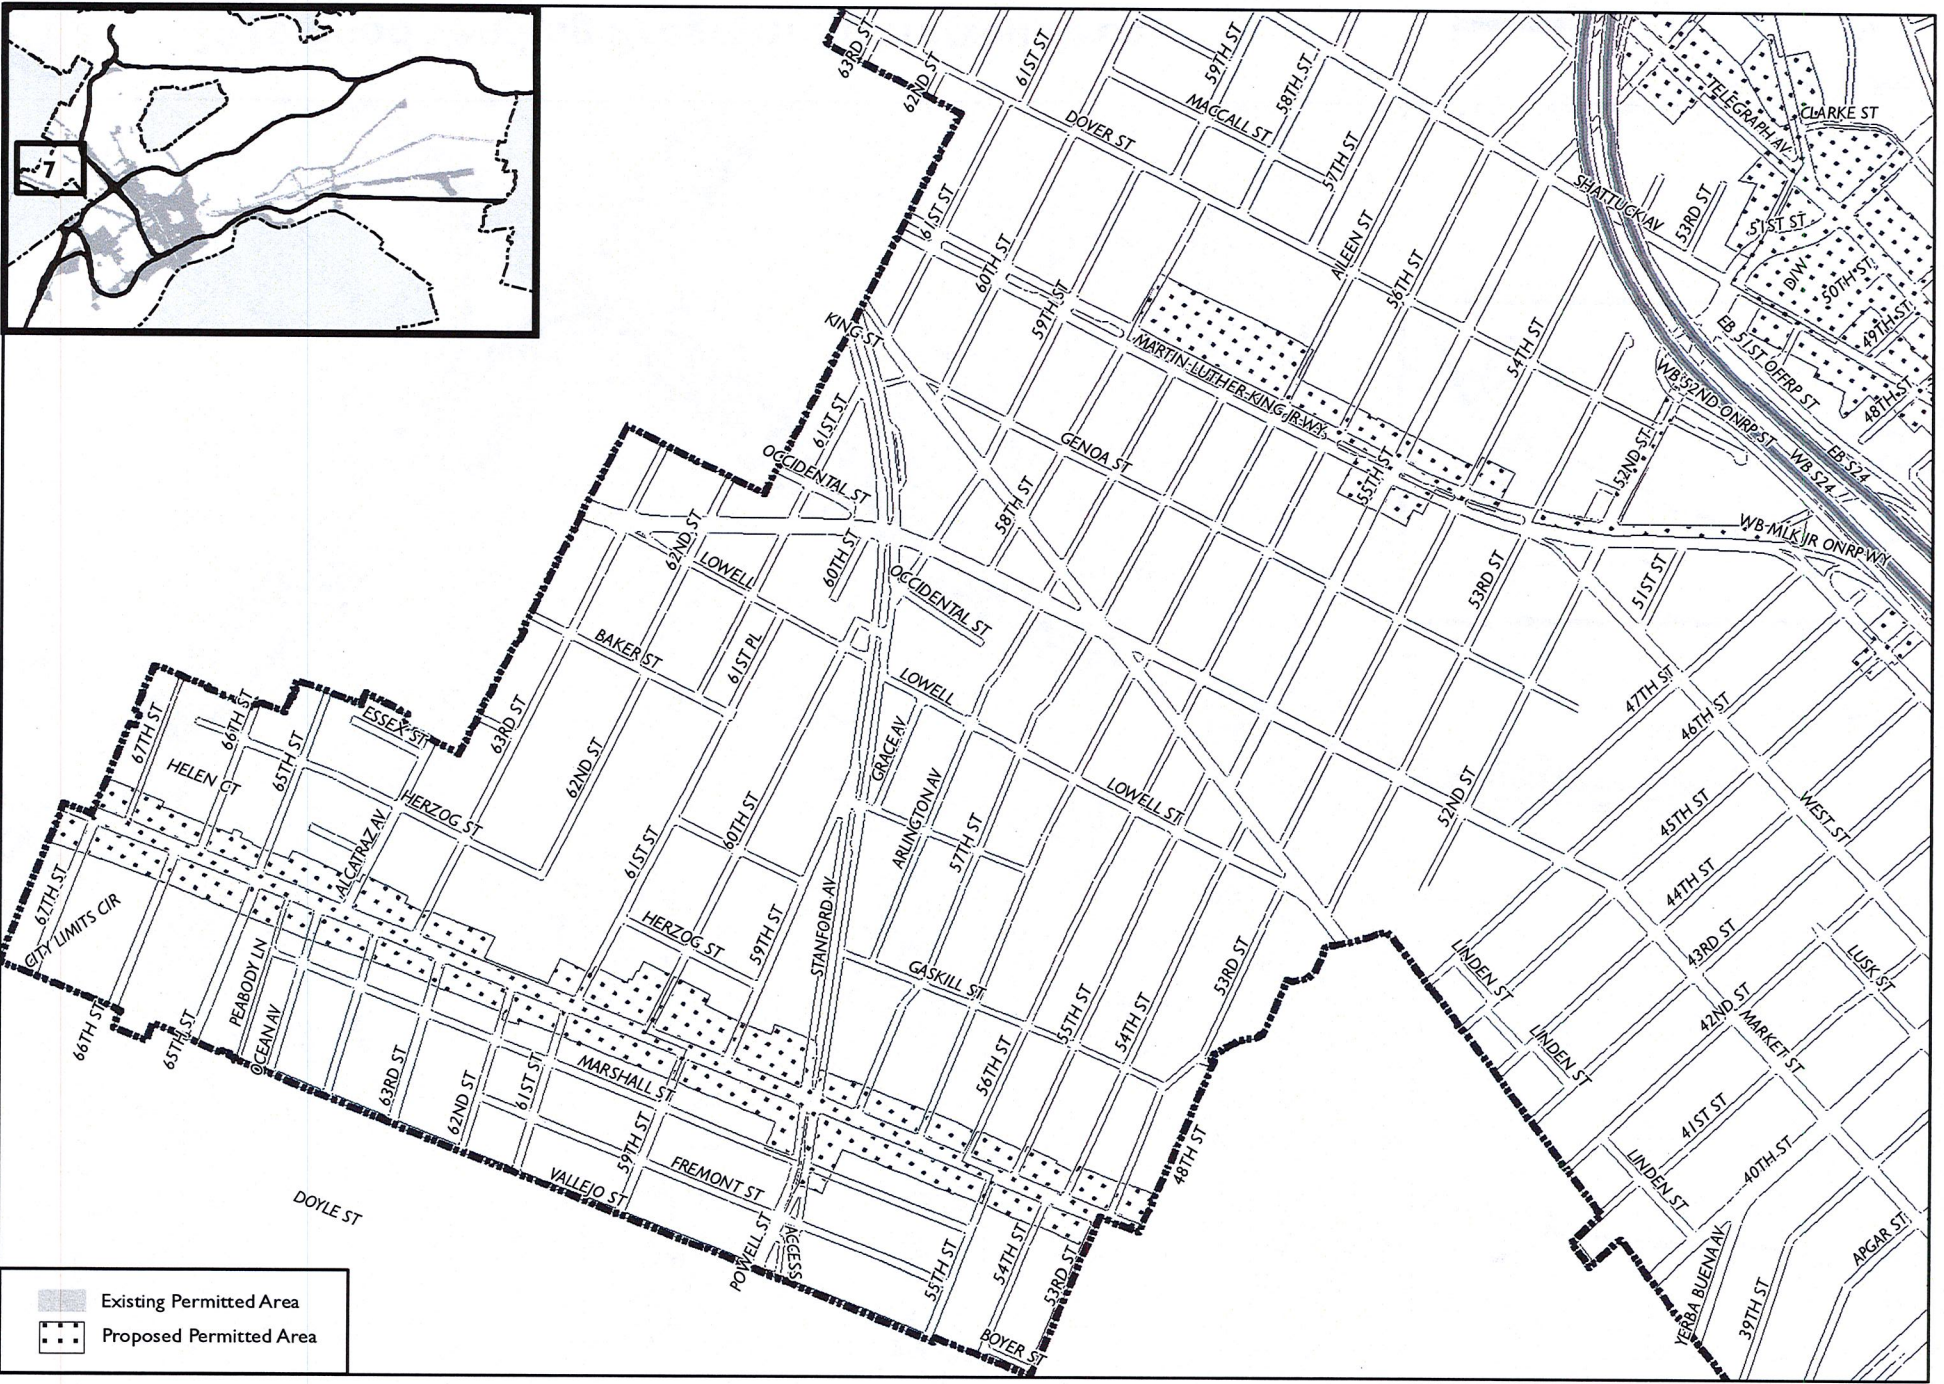 7
63RD ST
62ND ST
61ST ST
59TH ST
58TH ST
MACCALL ST
DOVER ST
57TH ST
TELEGRAPH AV
CLARKE ST
SHATTUCK AV
53RD ST
51ST ST
D/W
50TH ST
49TH ST
48TH ST
61ST ST
60TH ST
59TH ST
AILEEN ST
56TH ST
54TH ST
EB 51ST OFFRP ST
WB 52ND ONRP ST
EB S24
WB S24
KING ST
MARTIN LUTHER KING JR WY
61ST ST
OCCIDENTAL ST
GENOA ST
55TH ST
52ND ST
58TH ST
WB MLK JR ONRP WY
62ND ST
LOWELL
60TH ST
OCCIDENTAL ST
53RD ST
51ST ST
BAKER ST
61ST PL
LOWELL
GRACE AV
47TH ST
46TH ST
67TH ST
66TH ST
ESSEX ST
63RD ST
65TH ST
HELEN CT
62ND ST
HERZOG ST
ALCATRAZ AV
61ST ST
60TH ST
ARLINGTON AV
57TH ST
LOWELL ST
52ND ST
45TH ST
WEST ST
44TH ST
67TH ST
CITY LIMITS CIR
HERZOG ST
59TH ST
STANFORD AV
GASKILL ST
53RD ST
LINDEN ST
43RD ST
LUSK ST
PEABODY LN
OCEAN AV
66TH ST
65TH ST
55TH ST
54TH ST
42ND ST
MARKET ST
LINDEN ST
63RD ST
62ND ST
61ST ST
MARSHALL ST
59TH ST
56TH ST
41ST ST
48TH ST
40TH ST
LINDEN ST
VALLEJO ST
FREMONT ST
DOYLE ST
POWELL ST
ACCESS
55TH ST
54TH ST
53RD ST
BOYER ST
YERBA BUENA AV
39TH ST
APGAR ST
Existing Permitted Area
Proposed Permitted Area